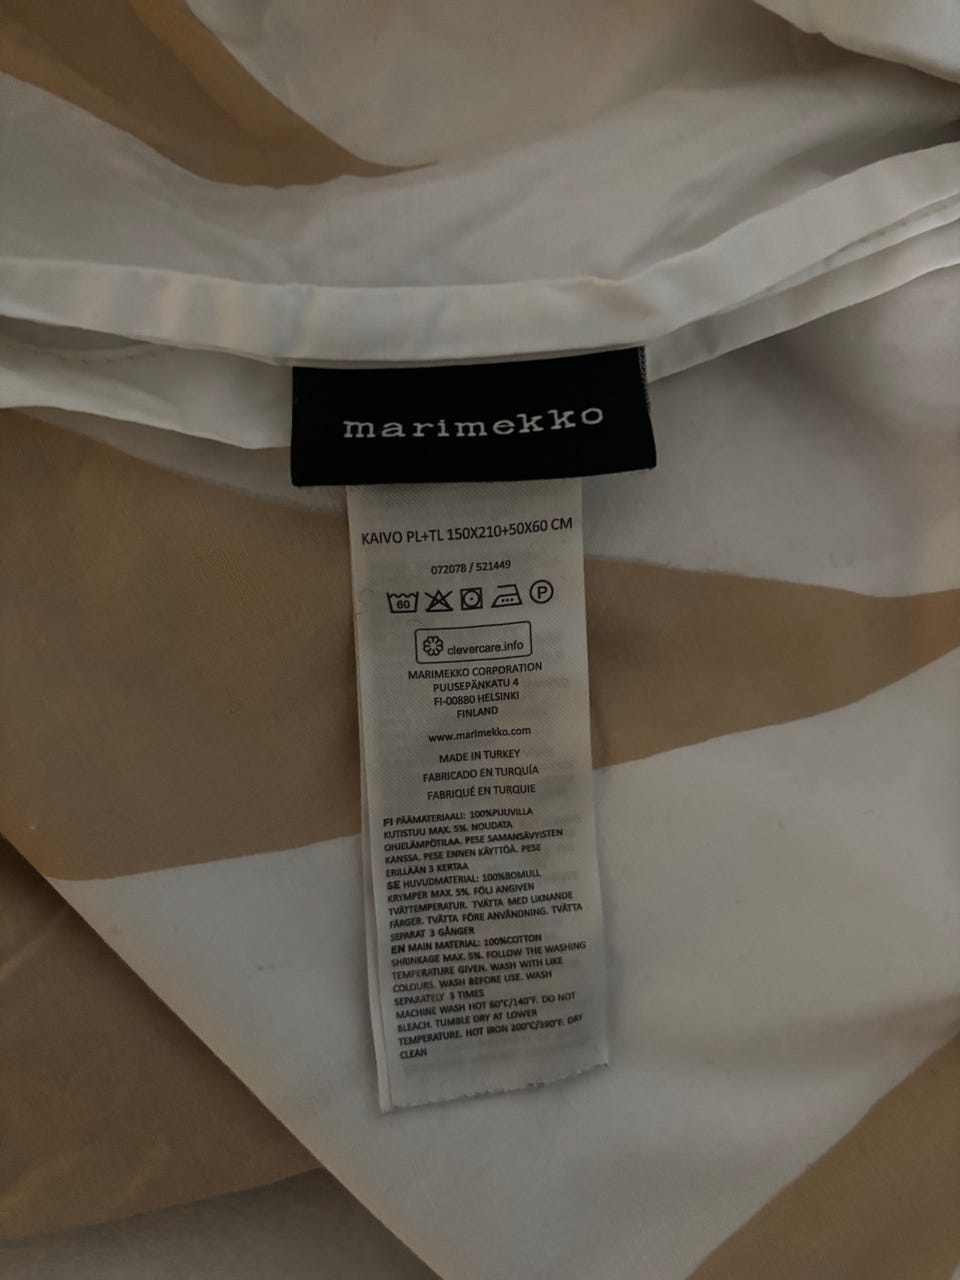 marimekko
KAIVO PL+TL 150X210+50X60 CM
072078 / 521449
60 P
clevercare.info
MARIMEKKO CORPORATION
PUUSEPÄNKATU 4
FI-00880 HELSINKI
FINLAND
www.marimekko.com
MADE IN TURKEY
FABRICADO EN TURQUÍA
FABRIQUÉ EN TURQUIE
FI PÄÄMATERIAALI: 100%PUUVILLA
KUTISTUU MAX. 5%. NOUDATA
OHJELÄMPÖTILAA. PESE SAMANSÄVYISTEN
KANSSA. PESE ENNEN KÄYTTÖÄ. PESE
ERILLÄÄN 3 KERTAA
SE HUVUDMATERIAL: 100%BOMULL
KRYMPER MAX. 5%. FÖLJ ANGIVEN
TVÄTTEMPERATUR. TVÄTTA MED LIKNANDE
FÄRGER. TVÄTTA FÖRE ANVÄNDNING. TVÄTTA
SEPARAT 3 GÅNGER
EN MAIN MATERIAL: 100%COTTON
SHRINKAGE MAX. 5%. FOLLOW THE WASHING
TEMPERATURE GIVEN. WASH WITH LIKE
COLOURS. WASH BEFORE USE. WASH
SEPARATELY 3 TIMES
MACHINE WASH HOT 60°C/140°F. DO NOT
BLEACH. TUMBLE DRY AT LOWER
TEMPERATURE. HOT IRON 200°C/390°F. DRY
CLEAN